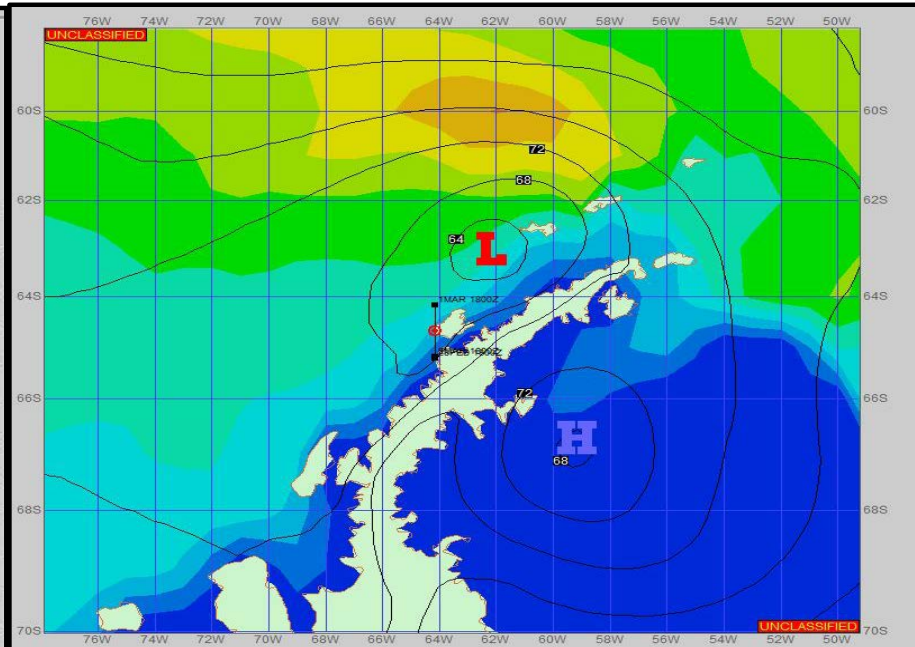 76W 74W 72W 70W 68W 66W 64W 62W 60W 58W 56W 54W 52W 50W
UNCLASSIFIED
60S 60S
72
62S 68 62S
64 L
64S 64S
1MAR 1800Z
66S 72 66S
H
68
68S 68S
70S UNCLASSIFIED 70S
76W 74W 72W 70W 68W 66W 64W 62W 60W 58W 56W 54W 52W 50W